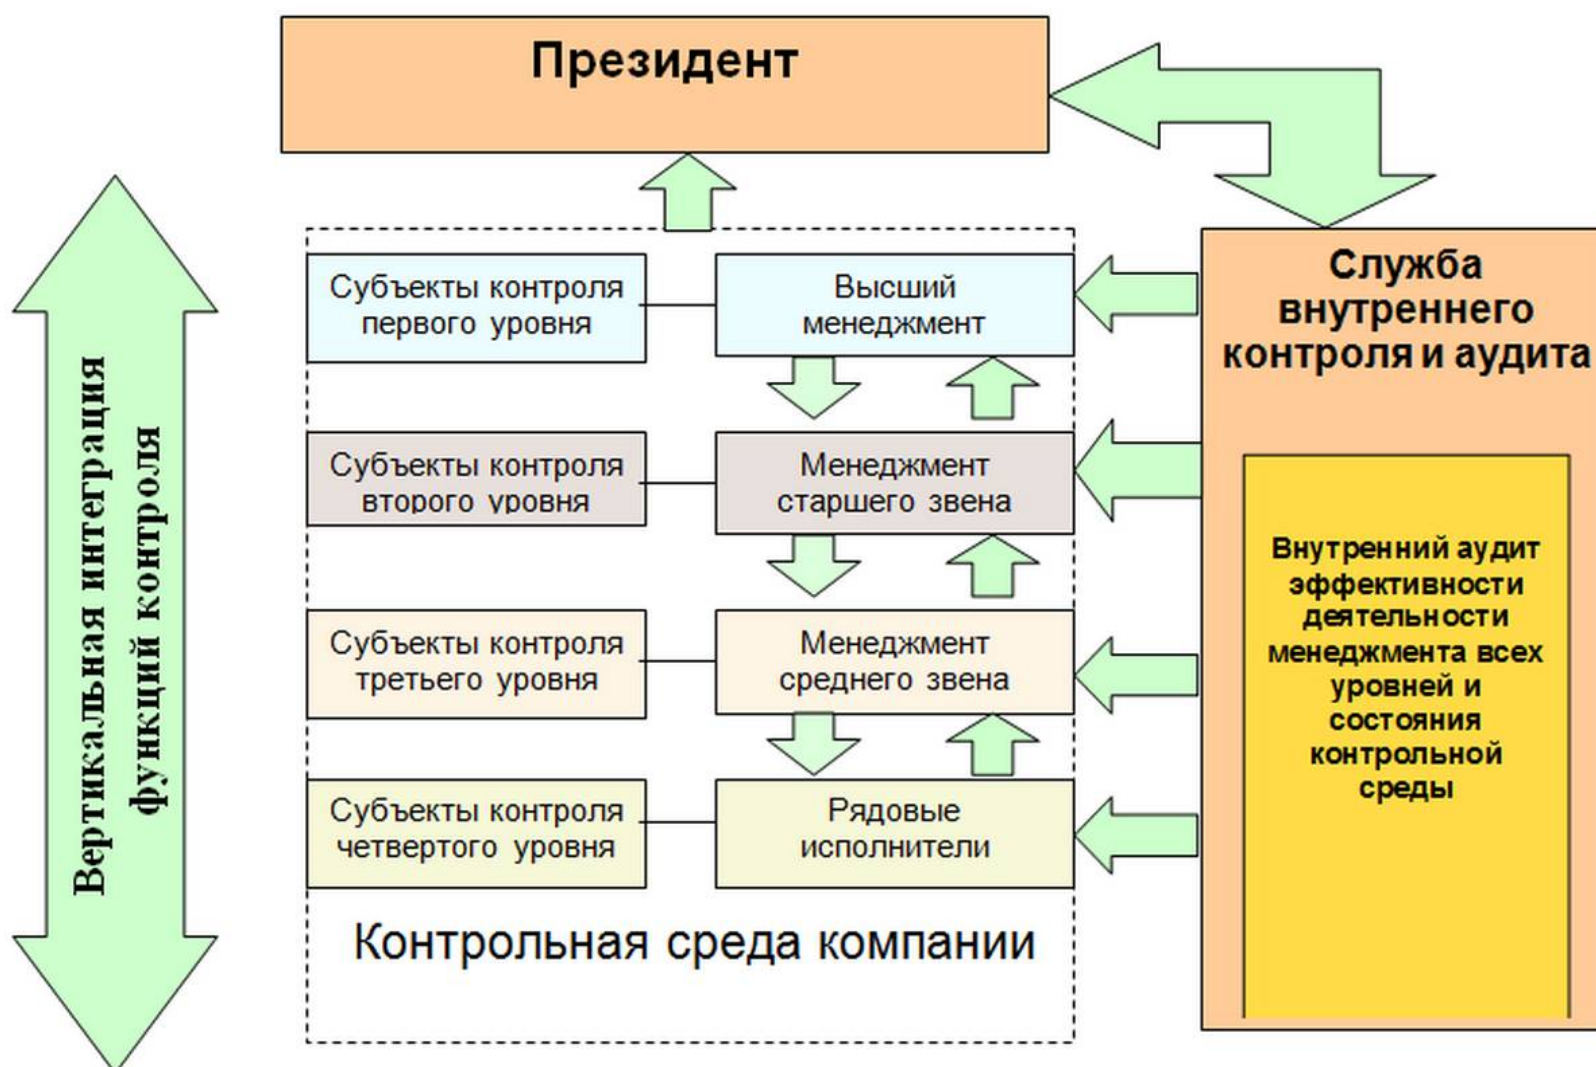 Президент
Вертикальная интеграция
функций контроля
Субъекты контроля
первого уровня
Высший
менеджмент
Субъекты контроля
второго уровня
Менеджмент
старшего звена
Субъекты контроля
третьего уровня
Менеджмент
среднего звена
Субъекты контроля
четвертого уровня
Рядовые
исполнители
Контрольная среда компании
Служба
внутреннего
контроля и аудита
Внутренний аудит
эффективности
деятельности
менеджмента всех
уровней и
состояния
контрольной
среды